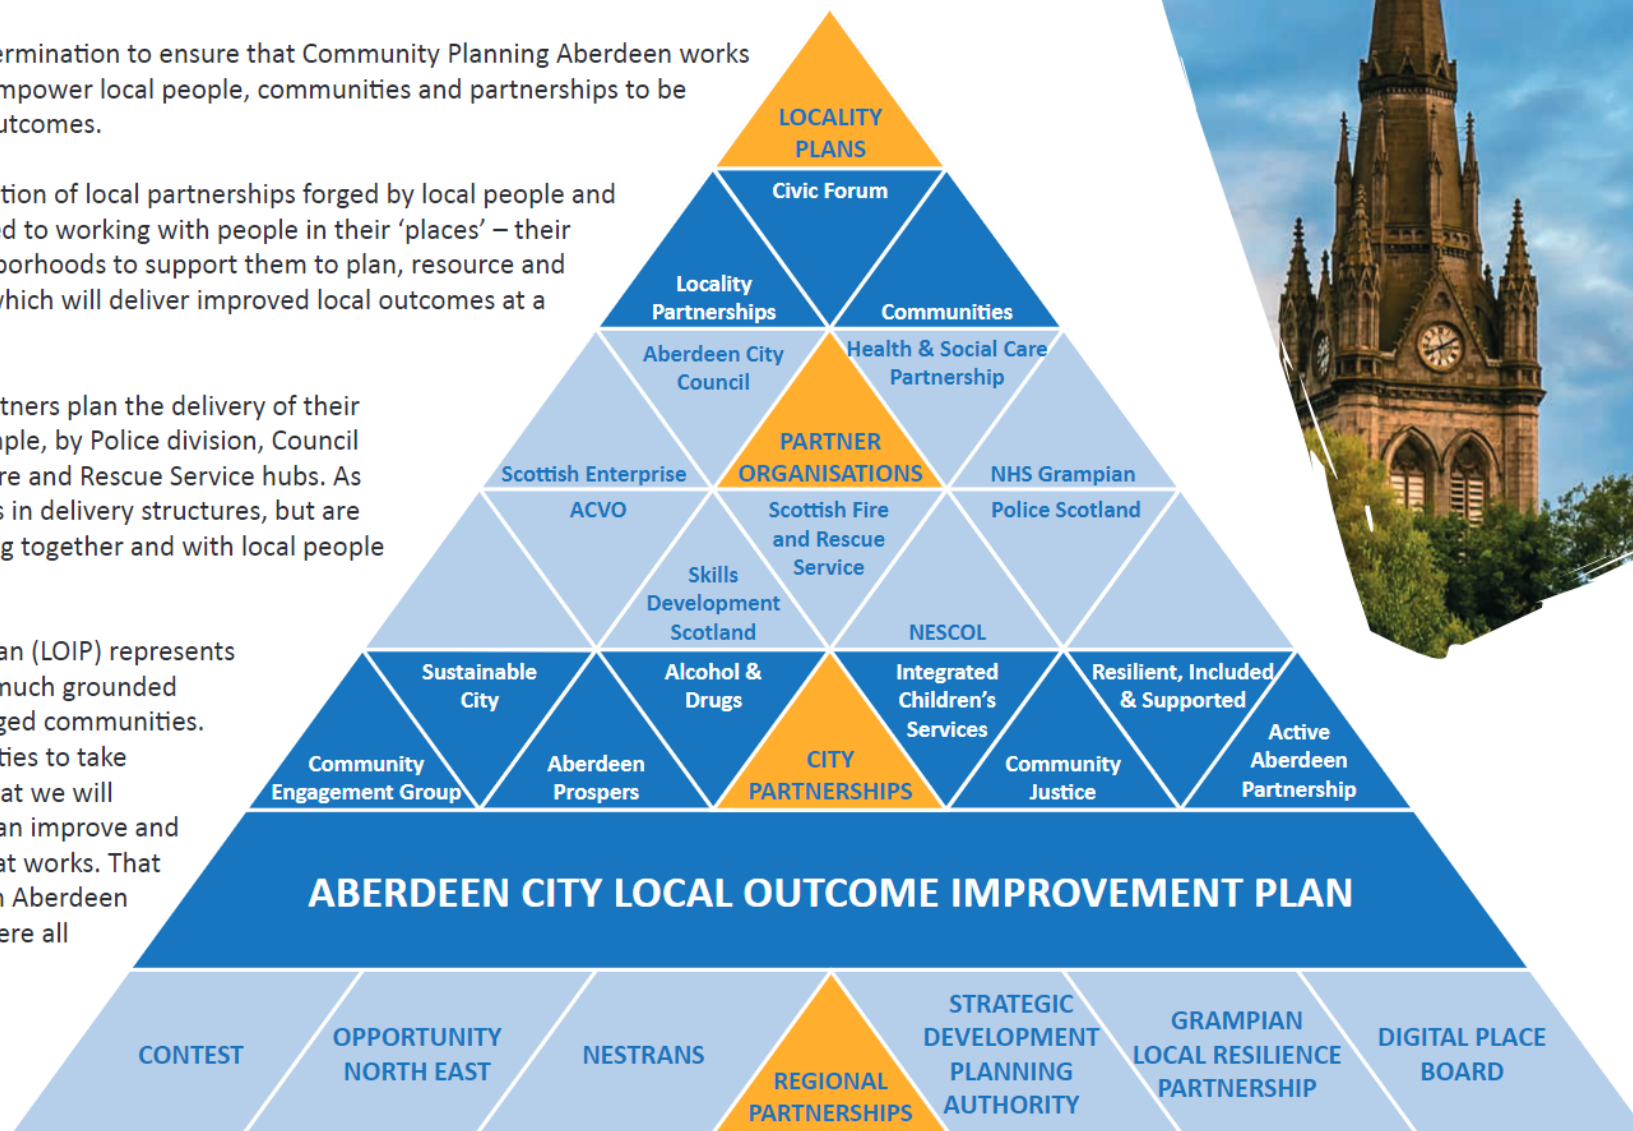 ermination to ensure that Community Planning Aberdeen works
mpower local people, communities and partnerships to be
utcomes.
tion of local partnerships forged by local people and
ed to working with people in their ‘places’ – their
borhoods to support them to plan, resource and
which will deliver improved local outcomes at a
tners plan the delivery of their
mple, by Police division, Council
re and Rescue Service hubs. As
s in delivery structures, but are
g together and with local people
an (LOIP) represents
much grounded
ged communities.
ties to take
at we will
an improve and
at works. That
n Aberdeen
ere all
LOCALITY
PLANS
Civic Forum
Locality
Partnerships
Communities
Aberdeen City
Council
Health & Social Care
Partnership
Scottish Enterprise
PARTNER
ORGANISATIONS
NHS Grampian
ACVO
Skills
Development
Scotland
Scottish Fire
and Rescue
Service
NESCOL
Police Scotland
Community
Engagement Group
Sustainable
City
Aberdeen
Prospers
Alcohol &
Drugs
CITY
PARTNERSHIPS
Integrated
Children’s
Services
Community
Justice
Resilient, Included
& Supported
Active
Aberdeen
Partnership
ABERDEEN CITY LOCAL OUTCOME IMPROVEMENT PLAN
CONTEST
OPPORTUNITY
NORTH EAST
NESTRANS
REGIONAL
PARTNERSHIPS
STRATEGIC
DEVELOPMENT
PLANNING
AUTHORITY
GRAMPIAN
LOCAL RESILIENCE
PARTNERSHIP
DIGITAL PLACE
BOARD